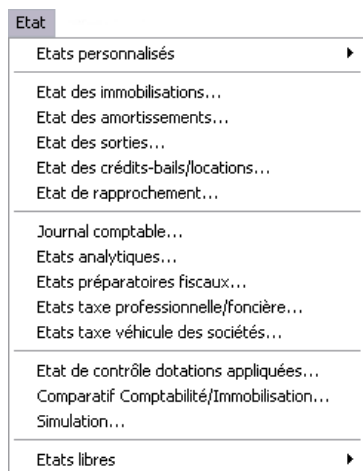 Etat
Etats personnalisés
Etat des immobilisations...
Etat des amortissements...
Etat des sorties...
Etat des crédits-bails/locations...
Etat de rapprochement...
Journal comptable...
Etats analytiques...
Etats préparatoires fiscaux...
Etats taxe professionnelle/foncière...
Etats taxe véhicule des sociétés...
Etat de contrôle dotations appliquées...
Comparatif Comptabilité/Immobilisation...
Simulation...
Etats libres